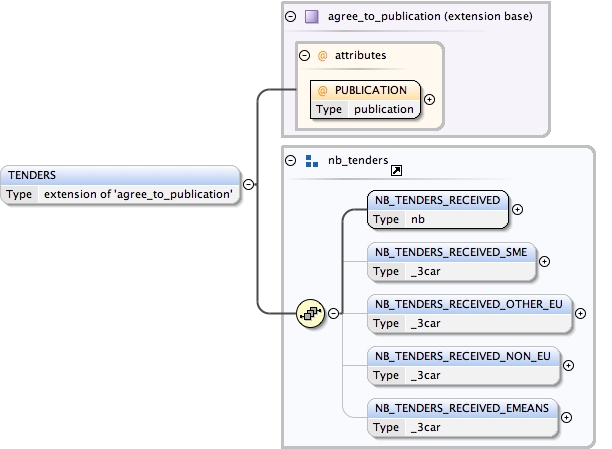 agree_to_publication (extension base)
@ attributes
@ PUBLICATION
Type publication
TENDERS
Type extension of 'agree_to_publication'
nb_tenders
NB_TENDERS_RECEIVED
Type nb
NB_TENDERS_RECEIVED_SME
Type _3car
NB_TENDERS_RECEIVED_OTHER_EU
Type _3car
NB_TENDERS_RECEIVED_NON_EU
Type _3car
NB_TENDERS_RECEIVED_EMEANS
Type _3car